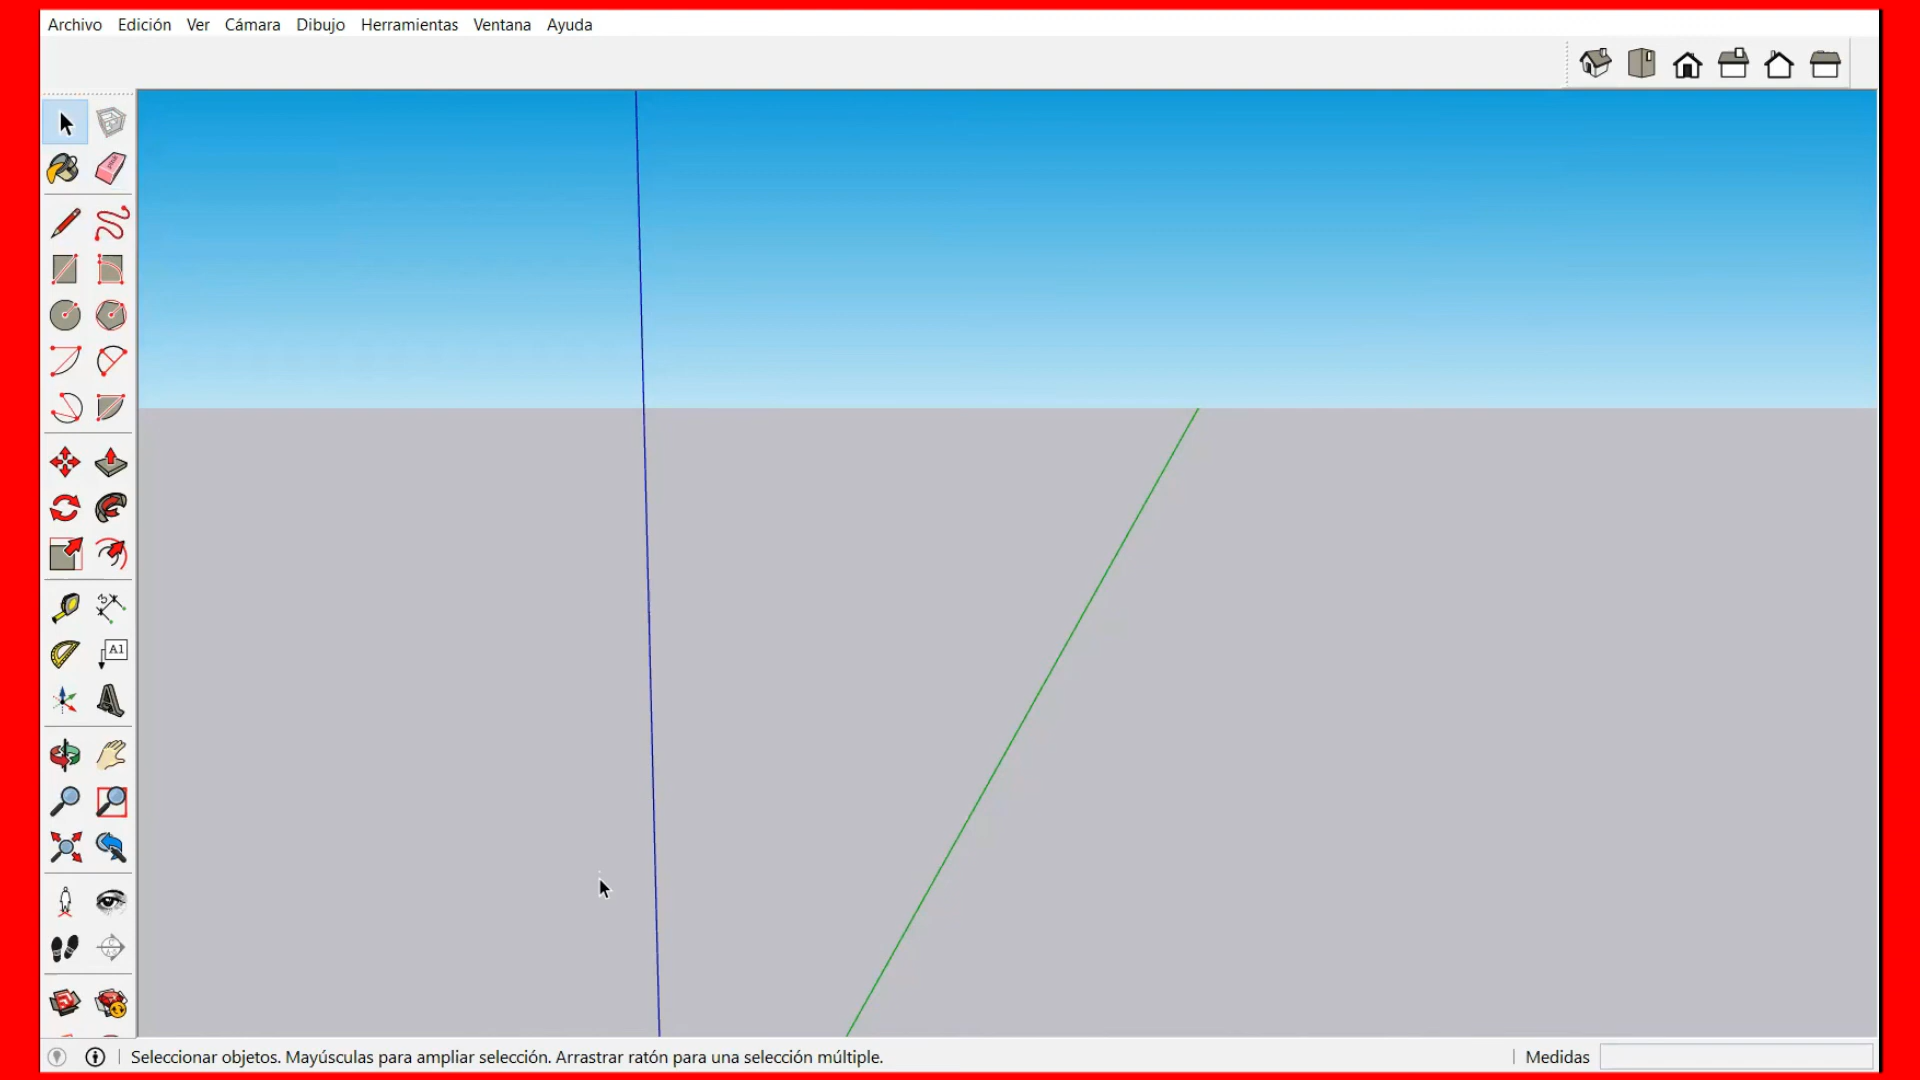 Archivo Edición Ver Cámara Dibujo Herramientas Ventana Ayuda
A1
Seleccionar objetos. Mayúsculas para ampliar selección. Arrastrar ratón para una selección múltiple.
Medidas